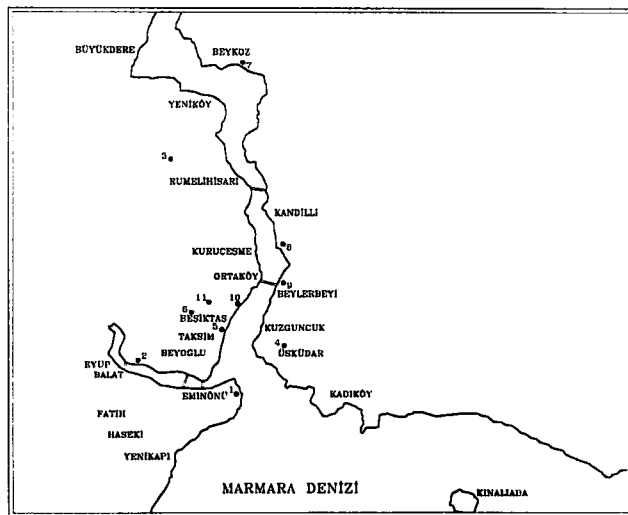 BÜYÜKDERE
BEYKOZ
7
YENİKÖY
3
RUMELİHİSARI
KANDİLLİ
8
KURUÇEŞME
ORTAKÖY
9
BEYLERBEYİ
11
10
6
BEŞİKTAŞ
5
TAKSİM
KUZGUNCUK
4
ÜSKÜDAR
BEYOGLU
2
EYUP
BALAT
EMİNÖNÜ
1
KADIKÖY
FATIH
HASEKİ
YENİKAPI
MARMARA DENİZİ
KINALIADA